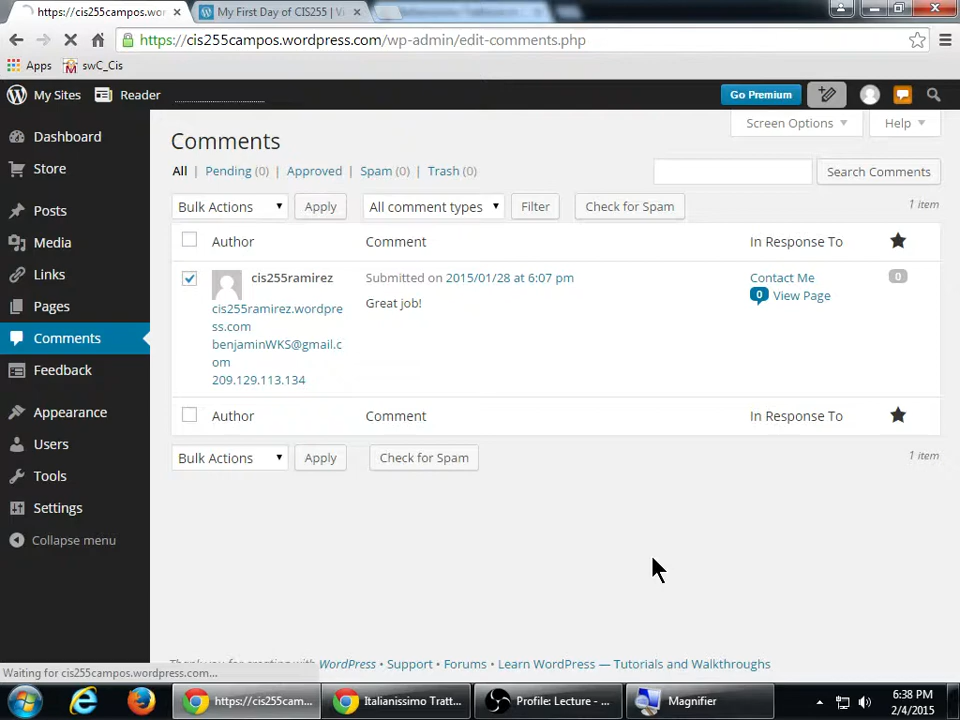 https://cis255campos.wor
My First Day of CIS255 | Vi
https://cis255campos.wordpress.com/wp-admin/edit-comments.php
Apps
swC_Cis
My Sites
Reader
Go Premium
Dashboard
Store
Posts
Media
Links
Pages
Comments
Feedback
Appearance
Users
Tools
Settings
Collapse menu
Screen Options
Help
Comments
All | Pending (0) | Approved | Spam (0) | Trash (0)
Search Comments
Bulk Actions
Apply
All comment types
Filter
Check for Spam
1 item
Author
Comment
In Response To
cis255ramirez
cis255ramirez.wordpre
ss.com
benjaminWKS@gmail.c
om
209.129.113.134
Submitted on 2015/01/28 at 6:07 pm
Great job!
Contact Me
0 View Page
0
Author
Comment
In Response To
Bulk Actions
Apply
Check for Spam
1 item
WordPress • Support • Forums • Learn WordPress — Tutorials and Walkthroughs
Waiting for cis255campos.wordpress.com...
https://cis255cam...
Italianissimo Tratt...
Profile: Lecture - ...
Magnifier
6:38 PM
2/4/2015